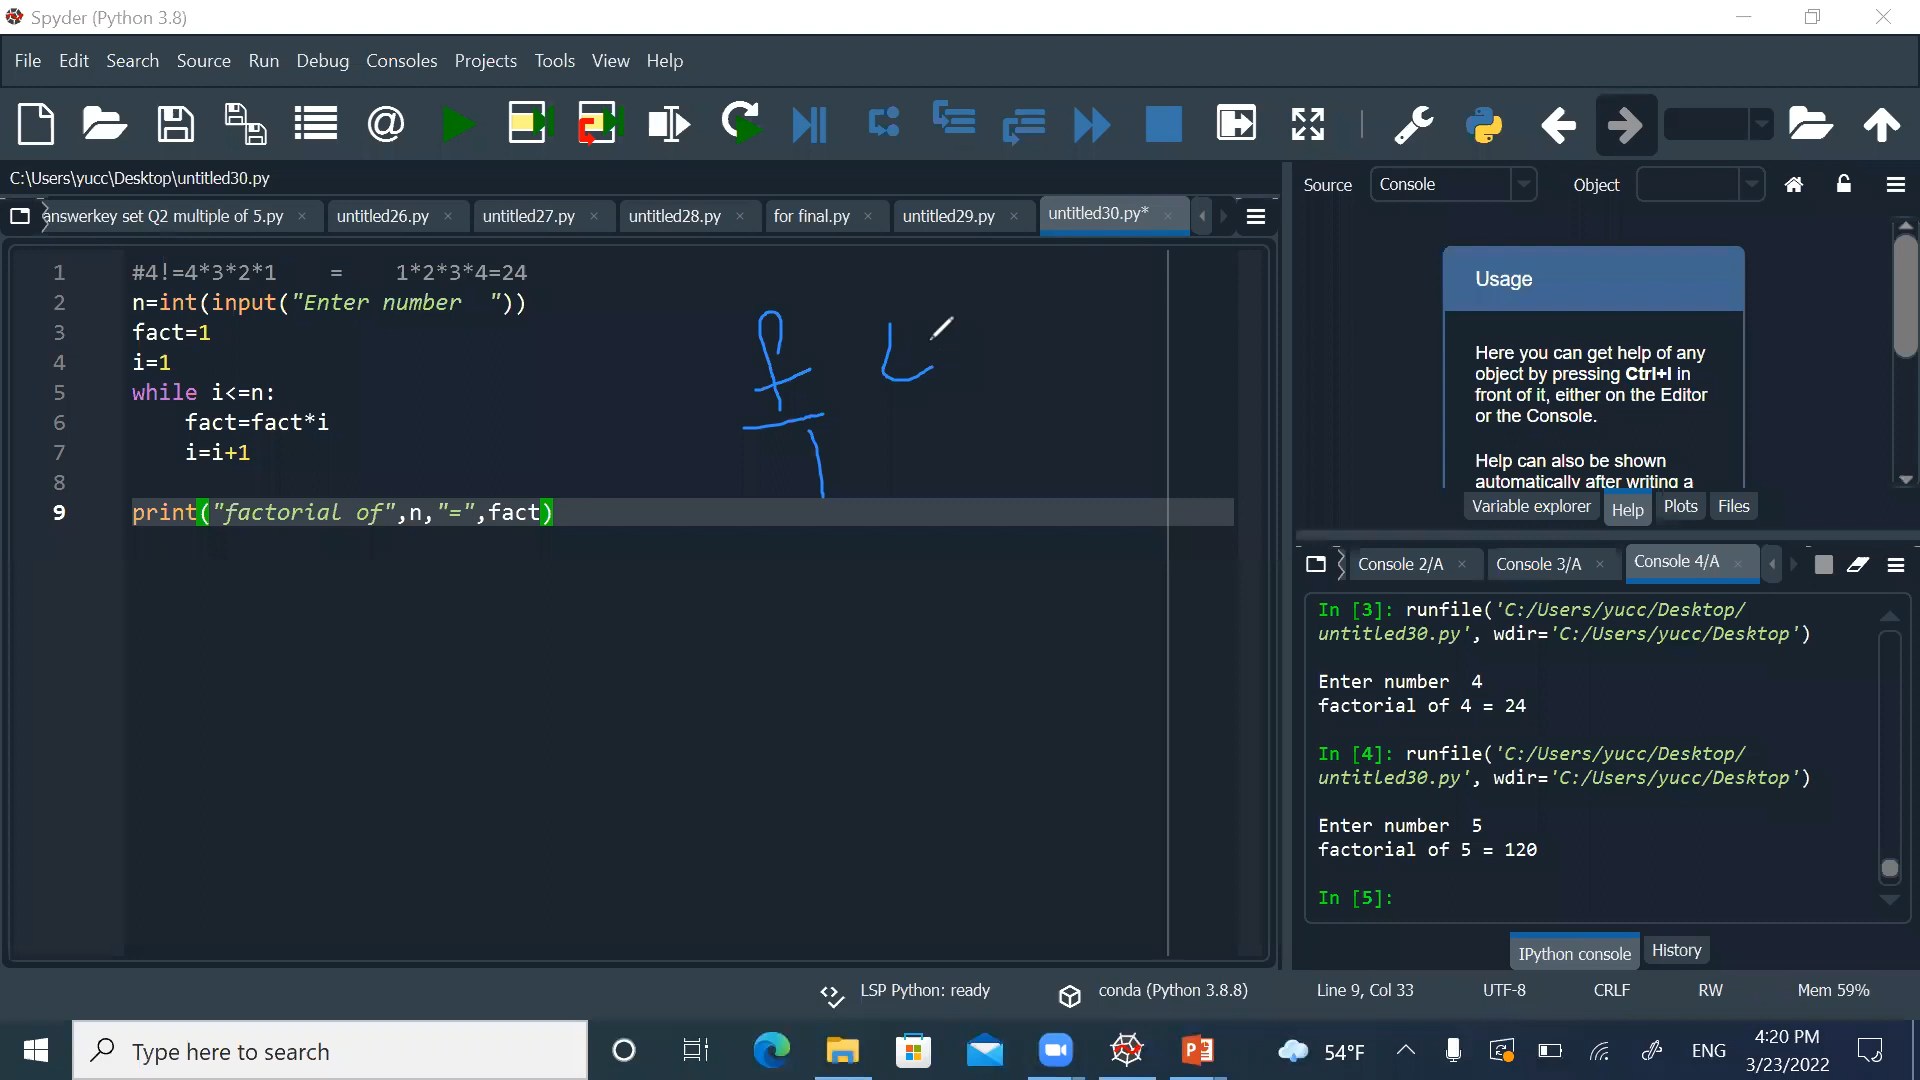 Spyder (Python 3.8)
File Edit Search Source Run Debug Consoles Projects Tools View Help
C:\Users\yucc\Desktop\untitled30.py
answerkey set Q2 multiple of 5.py untitled26.py untitled27.py untitled28.py for final.py untitled29.py untitled30.py*
1 #4!=4*3*2*1 = 1*2*3*4=24
2 n=int(input("Enter number "))
3 fact=1
4 i=1
5 while i<=n:
6 fact=fact*i
7 i=i+1
8
9 print("factorial of",n,"=",fact)
Source Console Object
Usage
Here you can get help of any
object by pressing Ctrl+I in
front of it, either on the Editor
or the Console.
Help can also be shown
automatically after writing a
Variable explorer Help Plots Files
Console 2/A Console 3/A Console 4/A
In [3]: runfile('C:/Users/yucc/Desktop/
untitled30.py', wdir='C:/Users/yucc/Desktop')
Enter number 4
factorial of 4 = 24
In [4]: runfile('C:/Users/yucc/Desktop/
untitled30.py', wdir='C:/Users/yucc/Desktop')
Enter number 5
factorial of 5 = 120
In [5]:
IPython console History
LSP Python: ready conda (Python 3.8.8) Line 9, Col 33 UTF-8 CRLF RW Mem 59%
Type here to search
54°F ENG
4:20 PM
3/23/2022